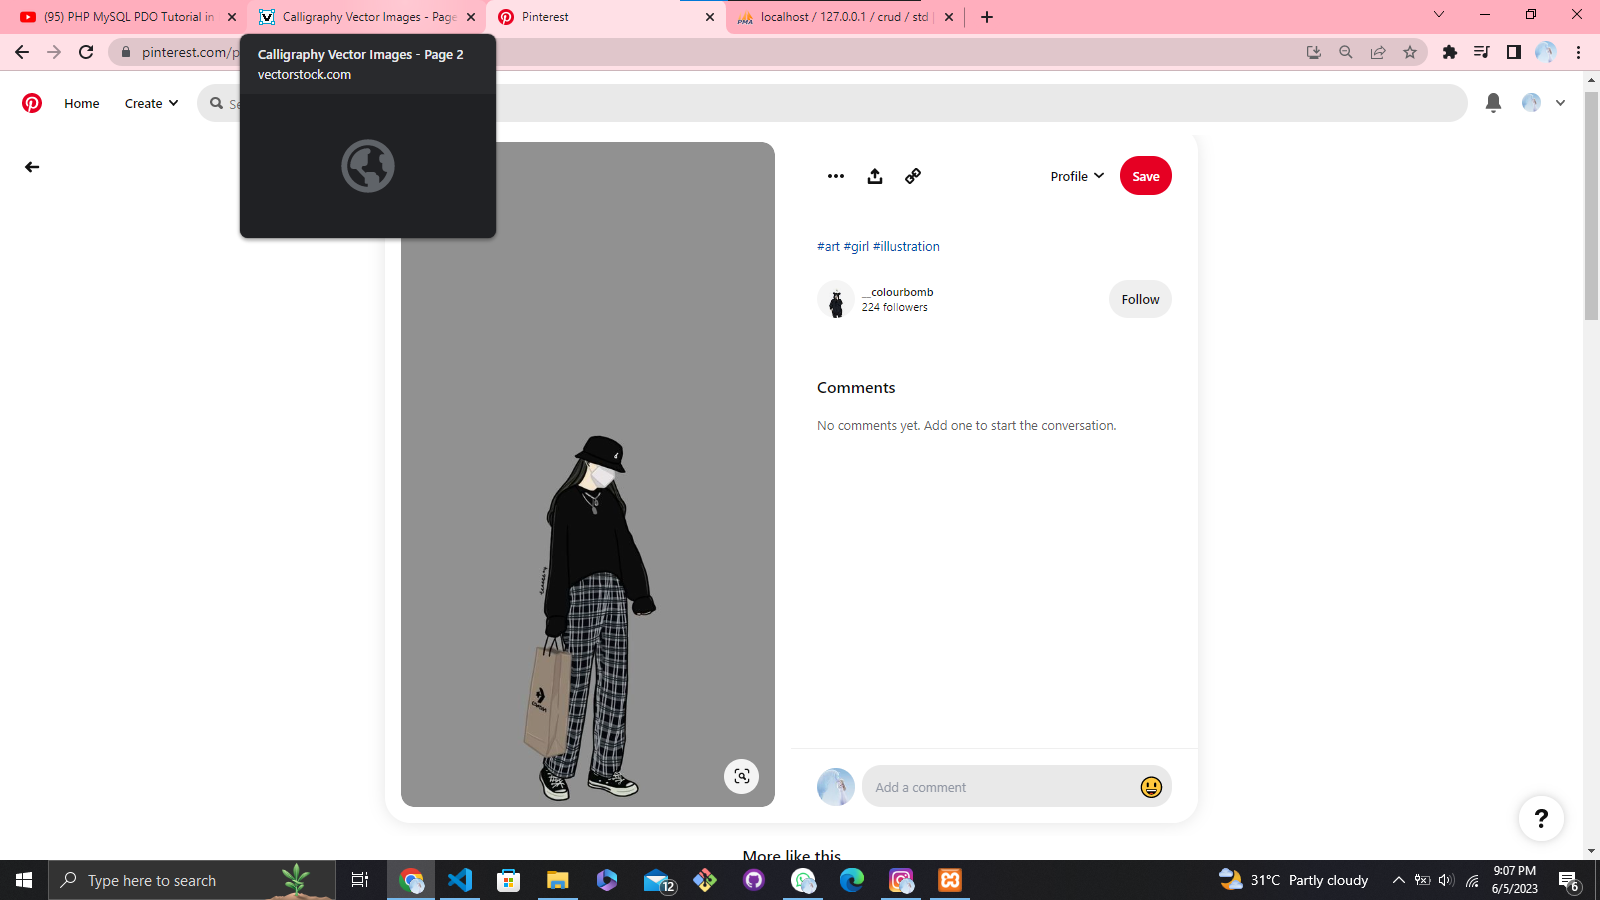 (95) PHP MySQL PDO Tutorial in
Calligraphy Vector Images - Page
Pinterest
localhost / 127.0.0.1 / crud / std
pinterest.com/p
Calligraphy Vector Images - Page 2
vectorstock.com
Home
Create
Se
Profile
Save
#art #girl #illustration
__colourbomb
224 followers
Follow
Comments
No comments yet. Add one to start the conversation.
Add a comment
?
More like this
Type here to search
12
31°C Partly cloudy
9:07 PM
6/5/2023
6